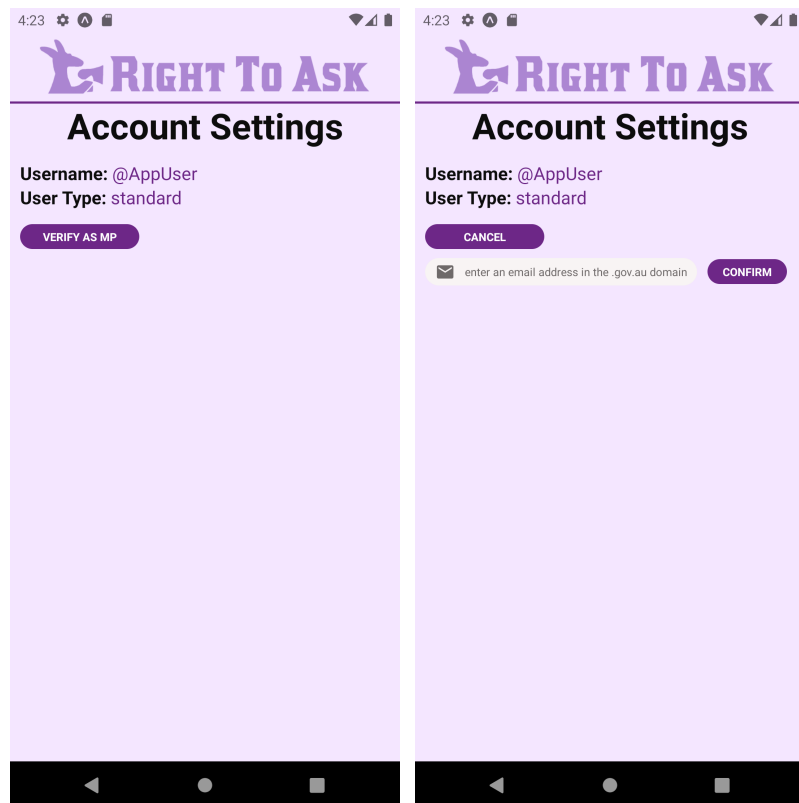 4:23
RIGHT TO ASK
Account Settings
Username: @AppUser
User Type: standard
VERIFY AS MP
4:23
RIGHT TO ASK
Account Settings
Username: @AppUser
User Type: standard
CANCEL
enter an email address in the .gov.au domain
CONFIRM